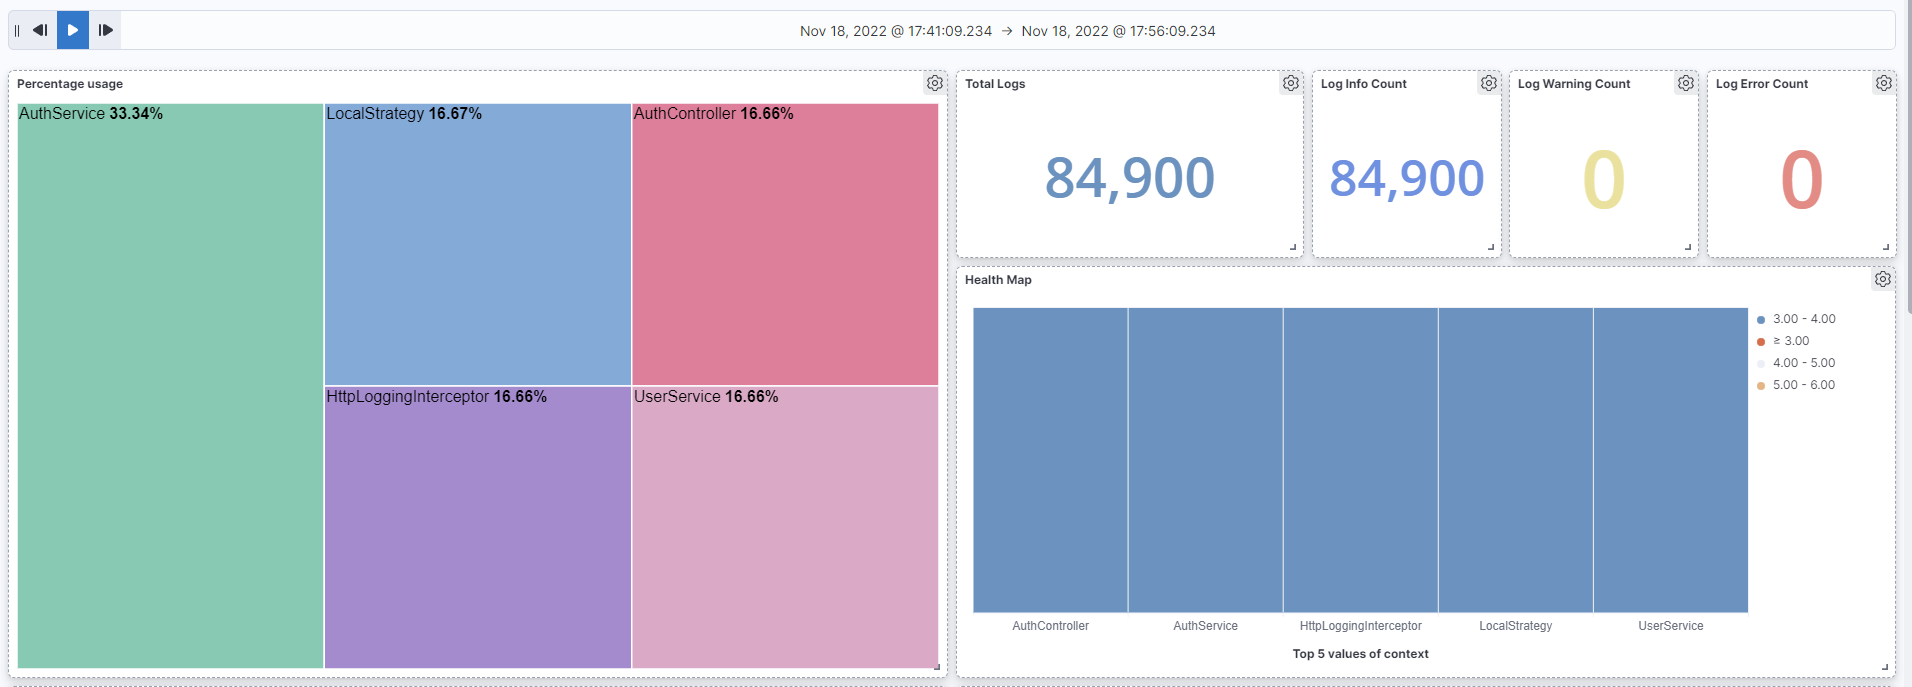 Nov 18, 2022 @ 17:41:09.234 → Nov 18, 2022 @ 17:56:09.234
Percentage usage
AuthService 33.34%
LocalStrategy 16.67%
AuthController 16.66%
HttpLoggingInterceptor 16.66%
UserService 16.66%
Total Logs
84,900
Log Info Count
84,900
Log Warning Count
0
Log Error Count
0
Health Map
3.00 - 4.00
≥ 3.00
4.00 - 5.00
5.00 - 6.00
AuthController
AuthService
HttpLoggingInterceptor
LocalStrategy
UserService
Top 5 values of context